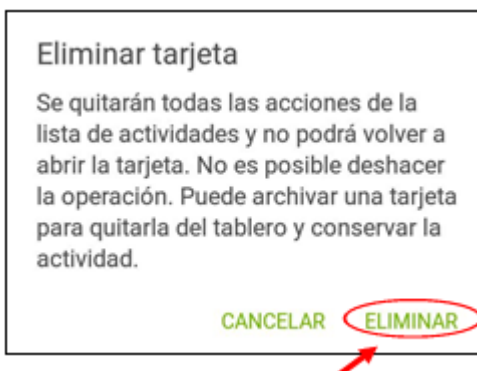 Eliminar tarjeta
Se quitarán todas las acciones de la
lista de actividades y no podrá volver a
abrir la tarjeta. No es posible deshacer
la operación. Puede archivar una tarjeta
para quitarla del tablero y conservar la
actividad.
CANCELAR ELIMINAR